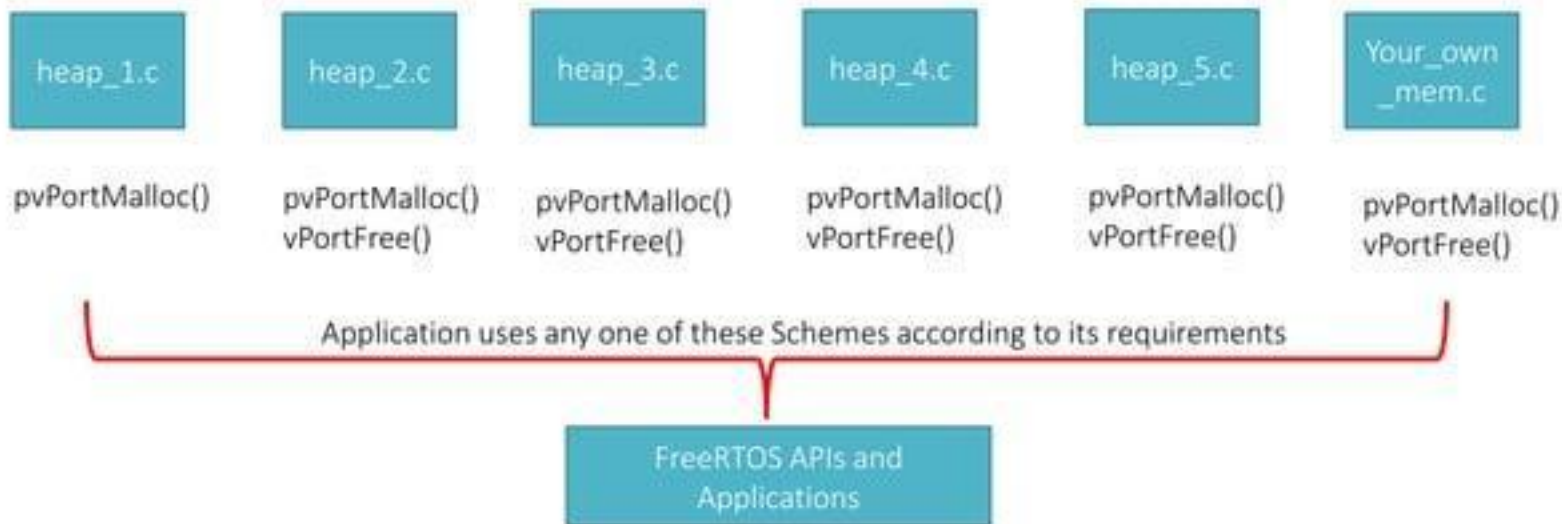 heap_1.c
heap_2.c
heap_3.c
heap_4.c
heap_5.c
Your_own
_mem.c
pvPortMalloc()
pvPortMalloc()
vPortFree()
pvPortMalloc()
vPortFree()
pvPortMalloc()
vPortFree()
pvPortMalloc()
vPortFree()
pvPortMalloc()
vPortFree()
Application uses any one of these Schemes according to its requirements
FreeRTOS APIs and
Applications